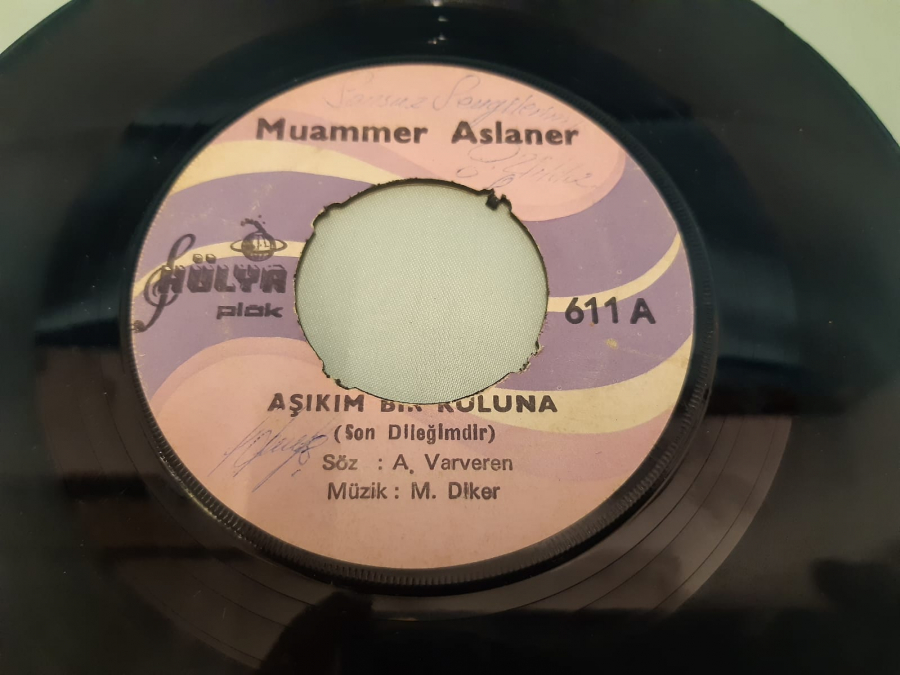 Muammer Aslaner
HÜLYA
plak
611 A
AŞIKIM BİR KULUNA
(Son Dileğimdir)
Söz : A. Varveren
Müzik : M. Diker